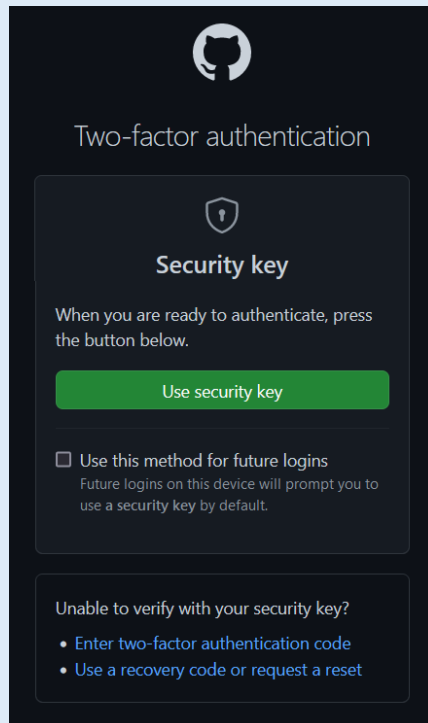 Two-factor authentication
Security key
When you are ready to authenticate, press
the button below.
Use security key
Use this method for future logins
Future logins on this device will prompt you to
use a security key by default.
Unable to verify with your security key?
• Enter two-factor authentication code
• Use a recovery code or request a reset